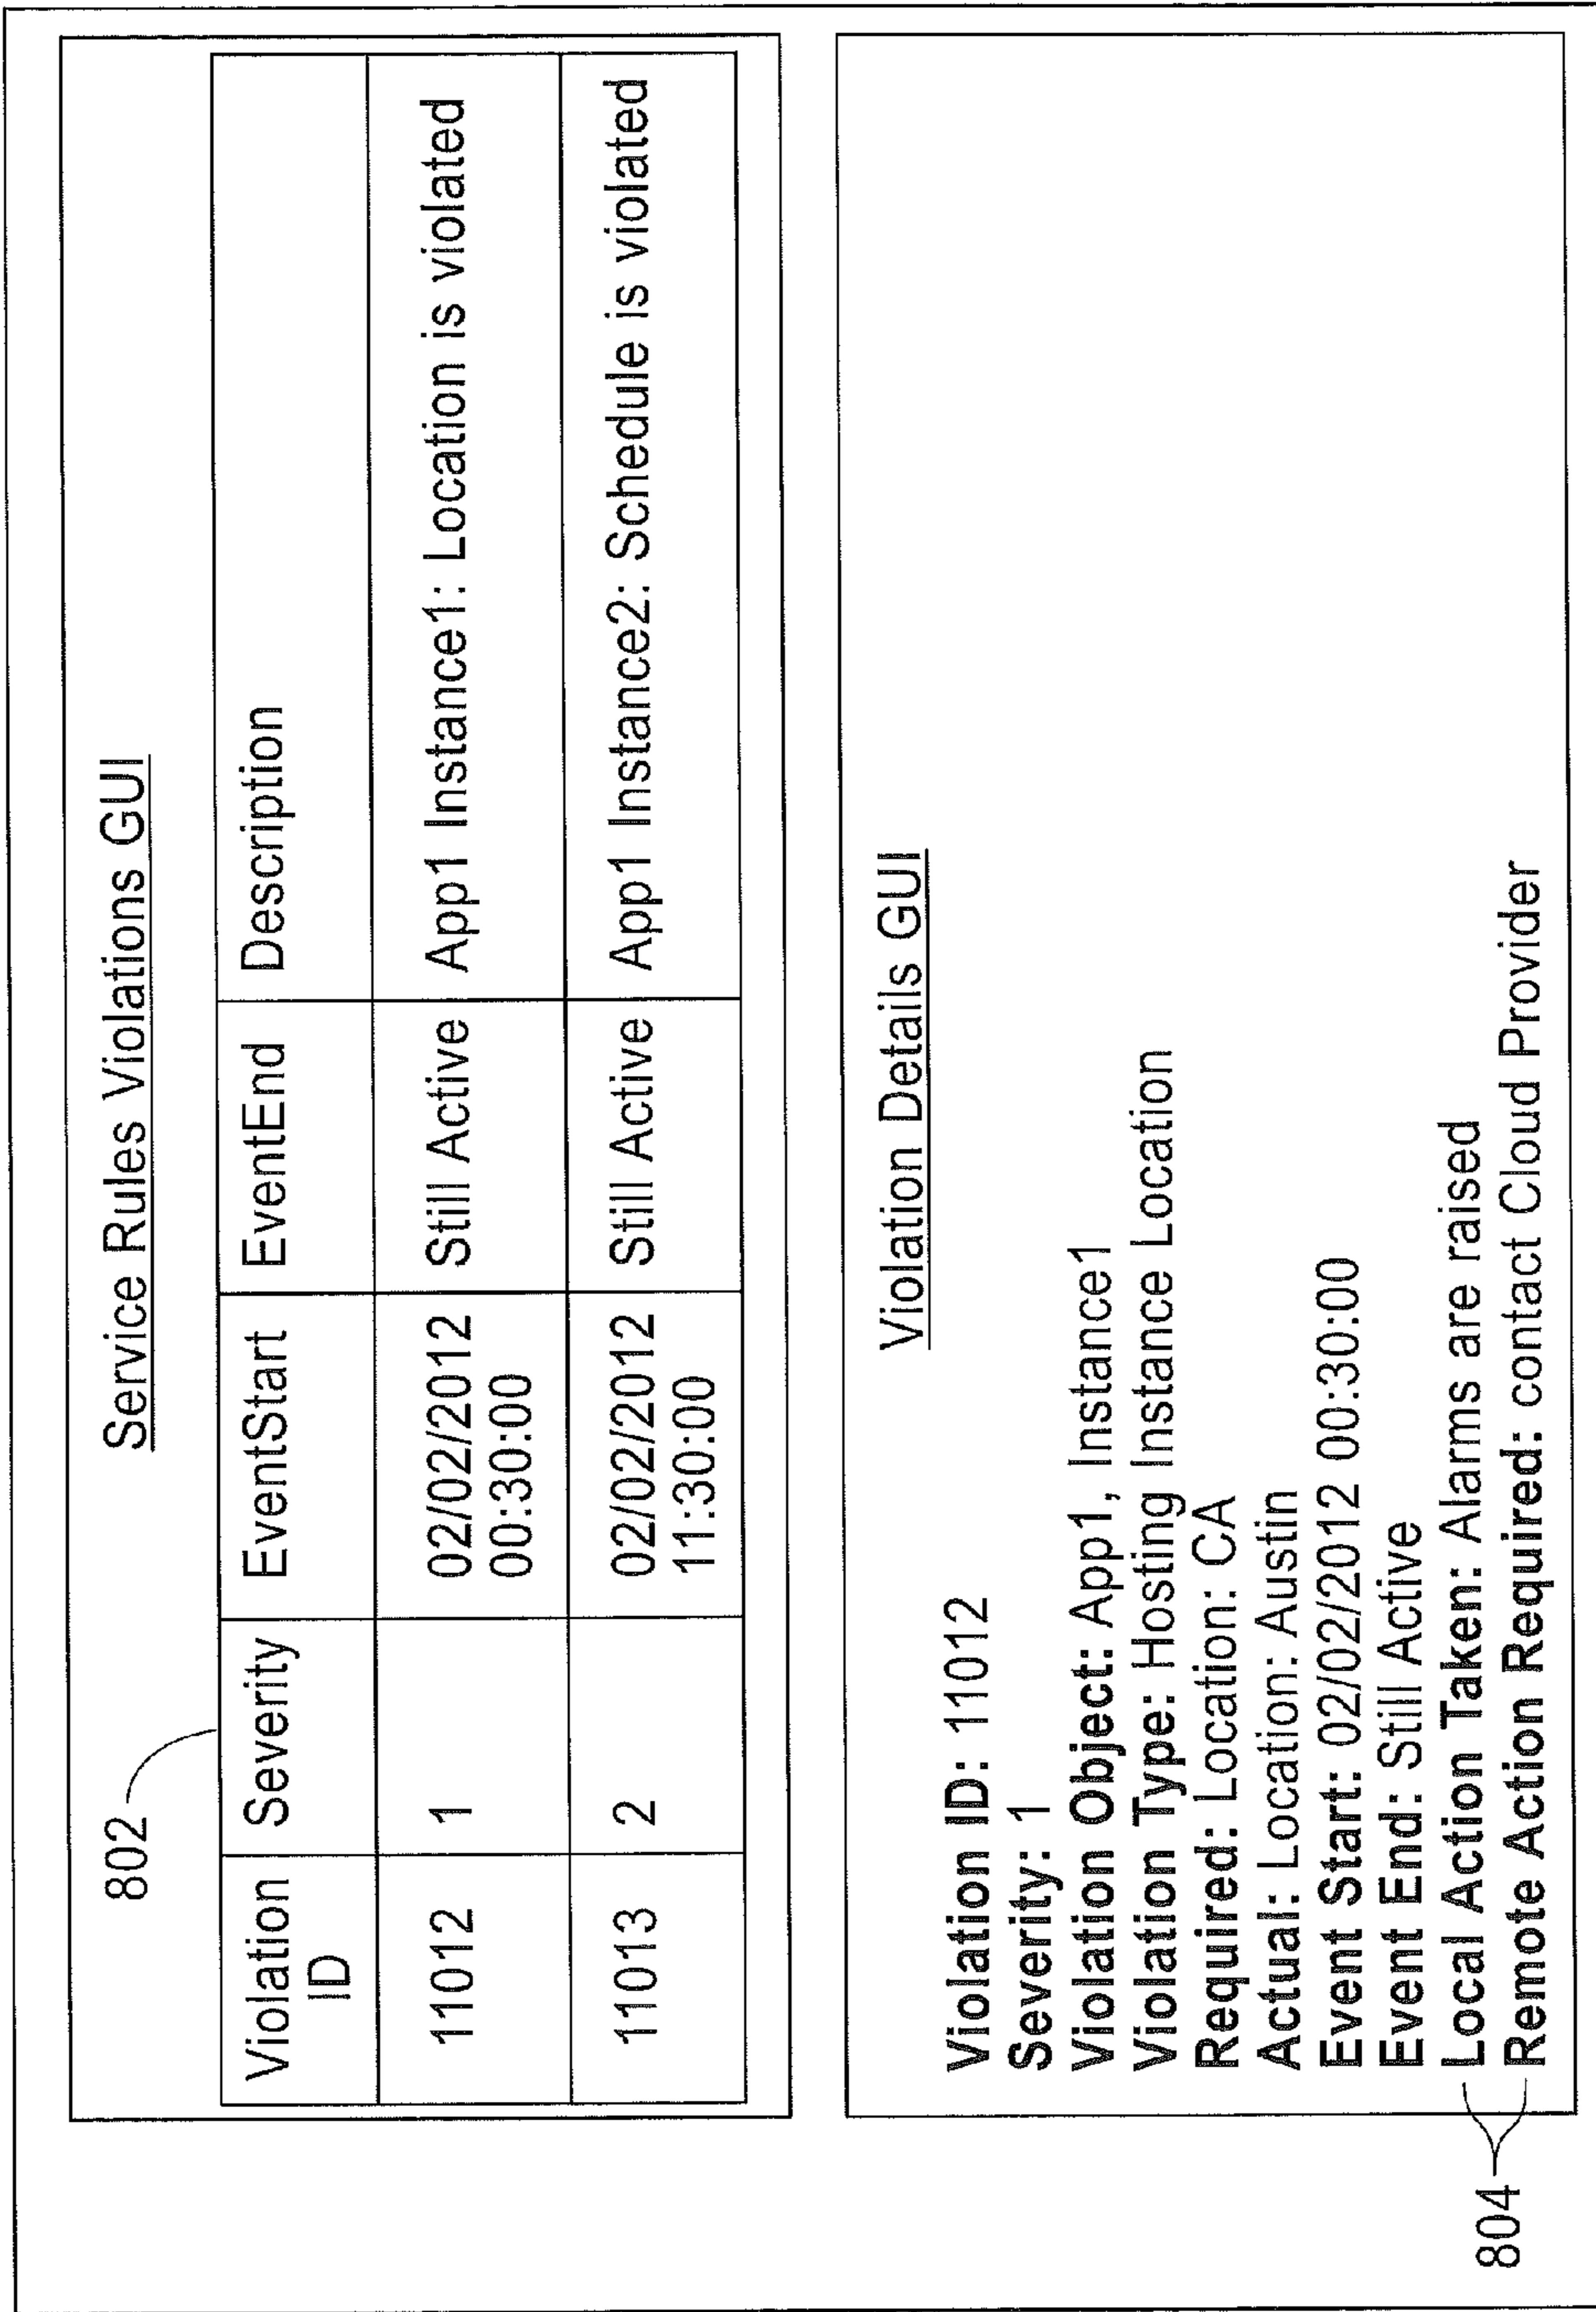 Service Rules Violations GUI
802
Violation ID Severity EventStart EventEnd Description
11012 1 02/02/2012 00:30:00 Still Active App1 Instance1: Location is violated
11013 2 02/02/2012 11:30:00 Still Active App1 Instance2: Schedule is violated
Violation Details GUI
Violation ID: 11012
Severity: 1
Violation Object: App1, Instance1
Violation Type: Hosting Instance Location
Required: Location: CA
Actual: Location: Austin
Event Start: 02/02/2012 00:30:00
Event End: Still Active
Local Action Taken: Alarms are raised
Remote Action Required: contact Cloud Provider
804